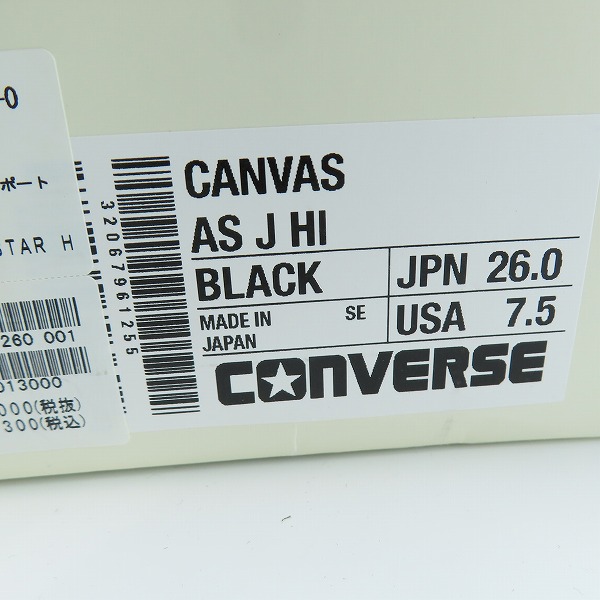 -0
ポート
STAR H
260 001
013000
000(税抜)
300(税込)
32067961255
CANVAS
AS J HI
BLACK
JPN 26.0
MADE IN JAPAN
SE
USA 7.5
CONVERSE